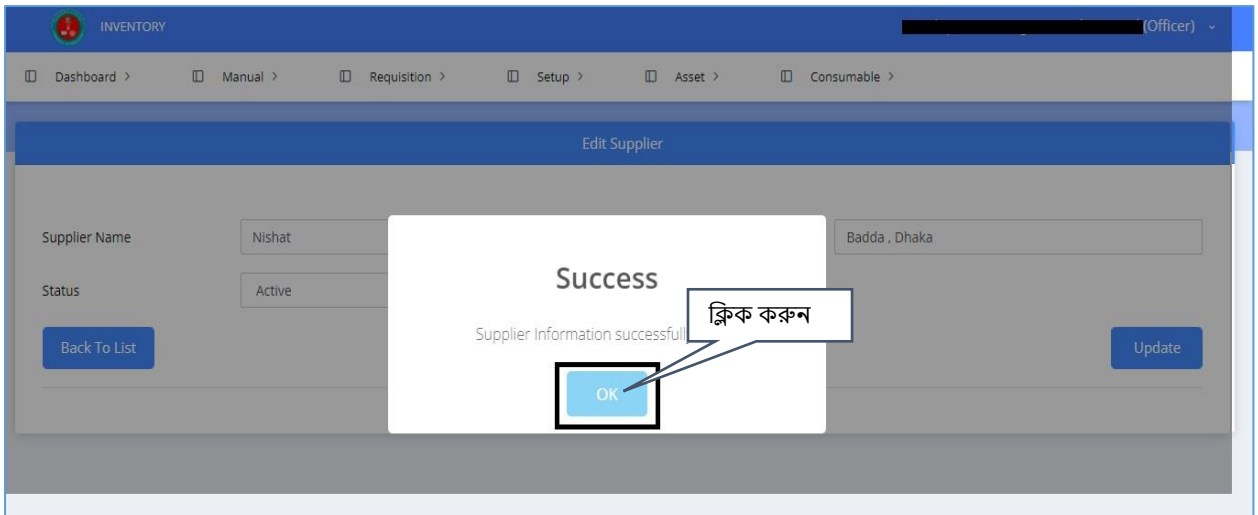 INVENTORY
(Officer)
Dashboard > Manual > Requisition > Setup > Asset > Consumable >
Edit Supplier
Supplier Name Nishat Badda , Dhaka
Success
Status Active
ক্লিক করুন
Supplier Information successfull
Back To List Update
OK